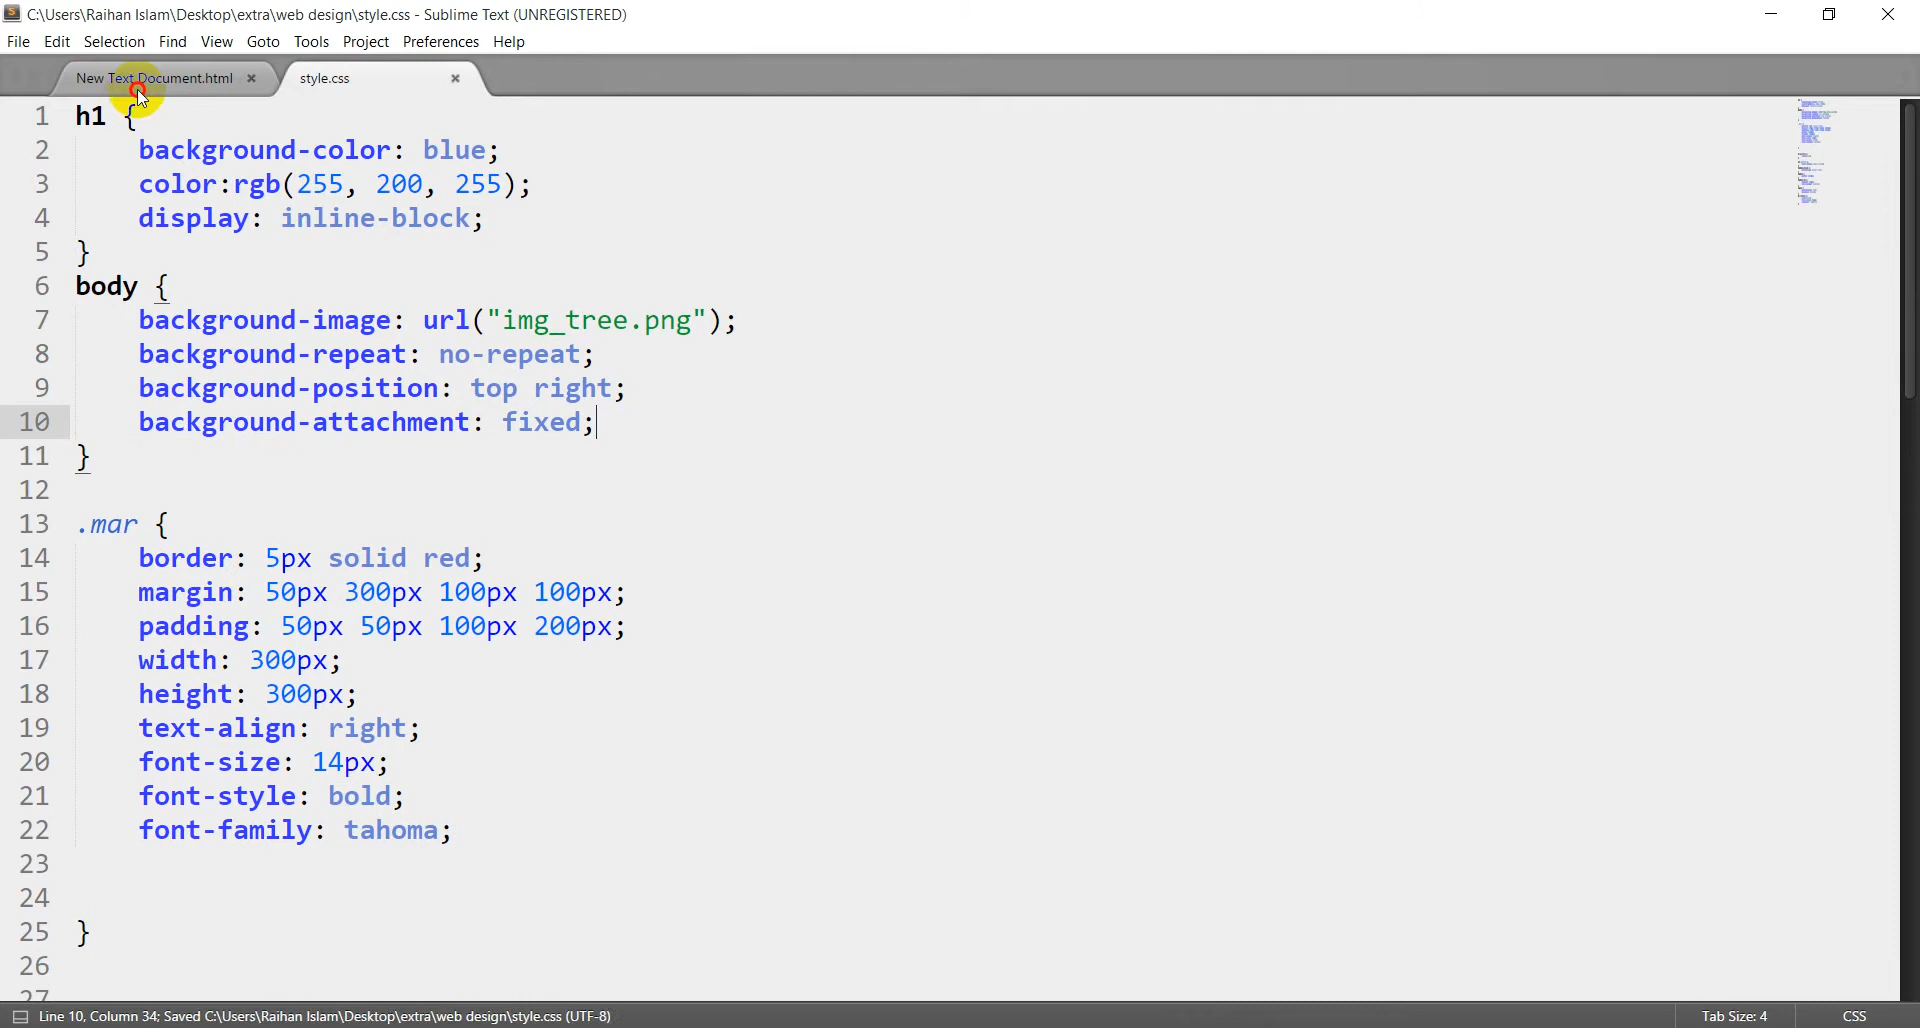 C:\Users\Raihan Islam\Desktop\extra\web design\style.css - Sublime Text (UNREGISTERED)
File Edit Selection Find View Goto Tools Project Preferences Help
New Text Document.html style.css
1 h1 {
2 background-color: blue;
3 color:rgb(255, 200, 255);
4 display: inline-block;
5 }
6 body {
7 background-image: url("img_tree.png");
8 background-repeat: no-repeat;
9 background-position: top right;
10 background-attachment: fixed;
11 }
12
13 .mar {
14 border: 5px solid red;
15 margin: 50px 300px 100px 100px;
16 padding: 50px 50px 100px 200px;
17 width: 300px;
18 height: 300px;
19 text-align: right;
20 font-size: 14px;
21 font-style: bold;
22 font-family: tahoma;
23
24
25 }
26
27
Line 10, Column 34; Saved C:\Users\Raihan Islam\Desktop\extra\web design\style.css (UTF-8) Tab Size: 4 CSS